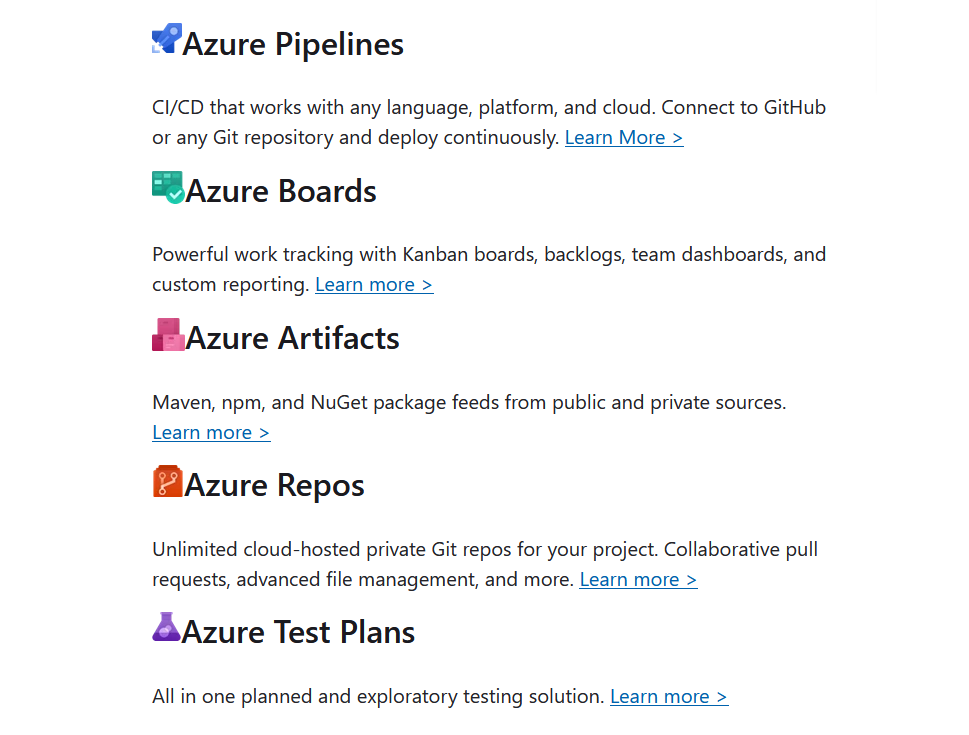 Azure Pipelines
CI/CD that works with any language, platform, and cloud. Connect to GitHub
or any Git repository and deploy continuously. Learn More >
Azure Boards
Powerful work tracking with Kanban boards, backlogs, team dashboards, and
custom reporting. Learn more >
Azure Artifacts
Maven, npm, and NuGet package feeds from public and private sources.
Learn more >
Azure Repos
Unlimited cloud-hosted private Git repos for your project. Collaborative pull
requests, advanced file management, and more. Learn more >
Azure Test Plans
All in one planned and exploratory testing solution. Learn more >